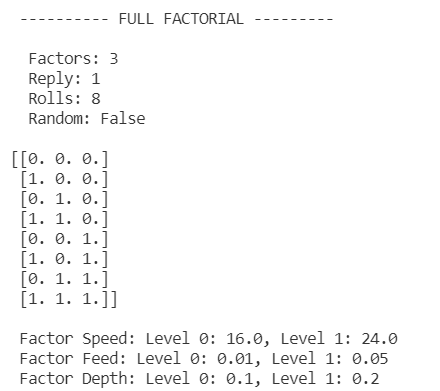 ---------- FULL FACTORIAL ---------
Factors: 3
Reply: 1
Rolls: 8
Random: False
[[0. 0. 0.]
[1. 0. 0.]
[0. 1. 0.]
[1. 1. 0.]
[0. 0. 1.]
[1. 0. 1.]
[0. 1. 1.]
[1. 1. 1.]]
Factor Speed: Level 0: 16.0, Level 1: 24.0
Factor Feed: Level 0: 0.01, Level 1: 0.05
Factor Depth: Level 0: 0.1, Level 1: 0.2